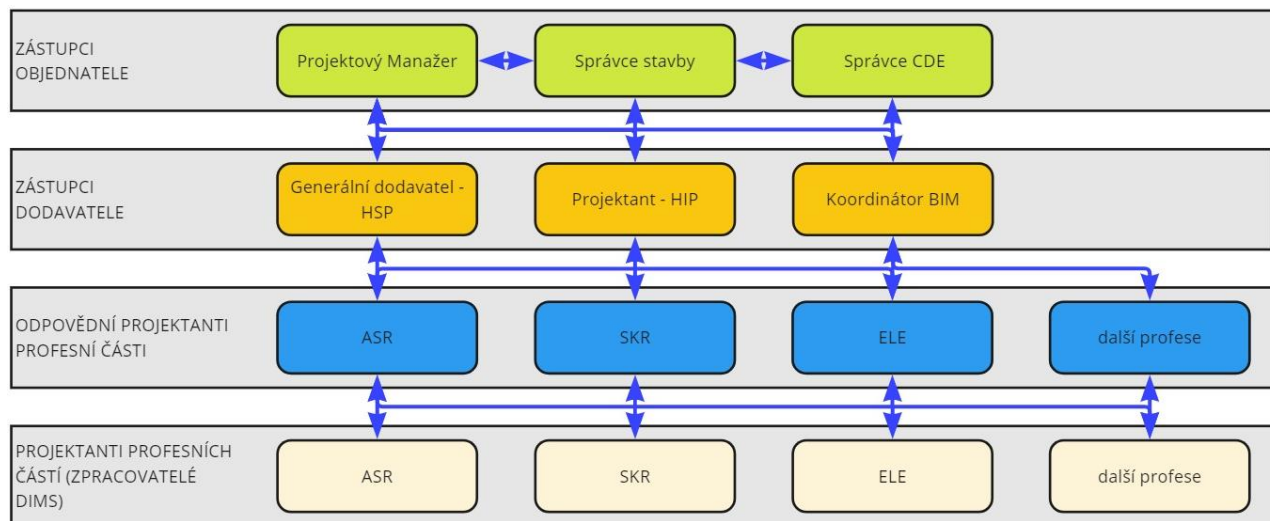 ZÁSTUPCI
OBJEDNATELE
Projektový Manažer
Správce stavby
Správce CDE
ZÁSTUPCI
DODAVATELE
Generální dodavatel -
HSP
Projektant - HIP
Koordinátor BIM
ODPOVĚDNÍ PROJEKTANTI
PROFESNÍ ČÁSTI
ASR
SKR
ELE
další profese
PROJEKTANTI PROFESNÍCH
ČÁSTÍ (ZPRACOVATELÉ
DIMS)
ASR
SKR
ELE
další profese